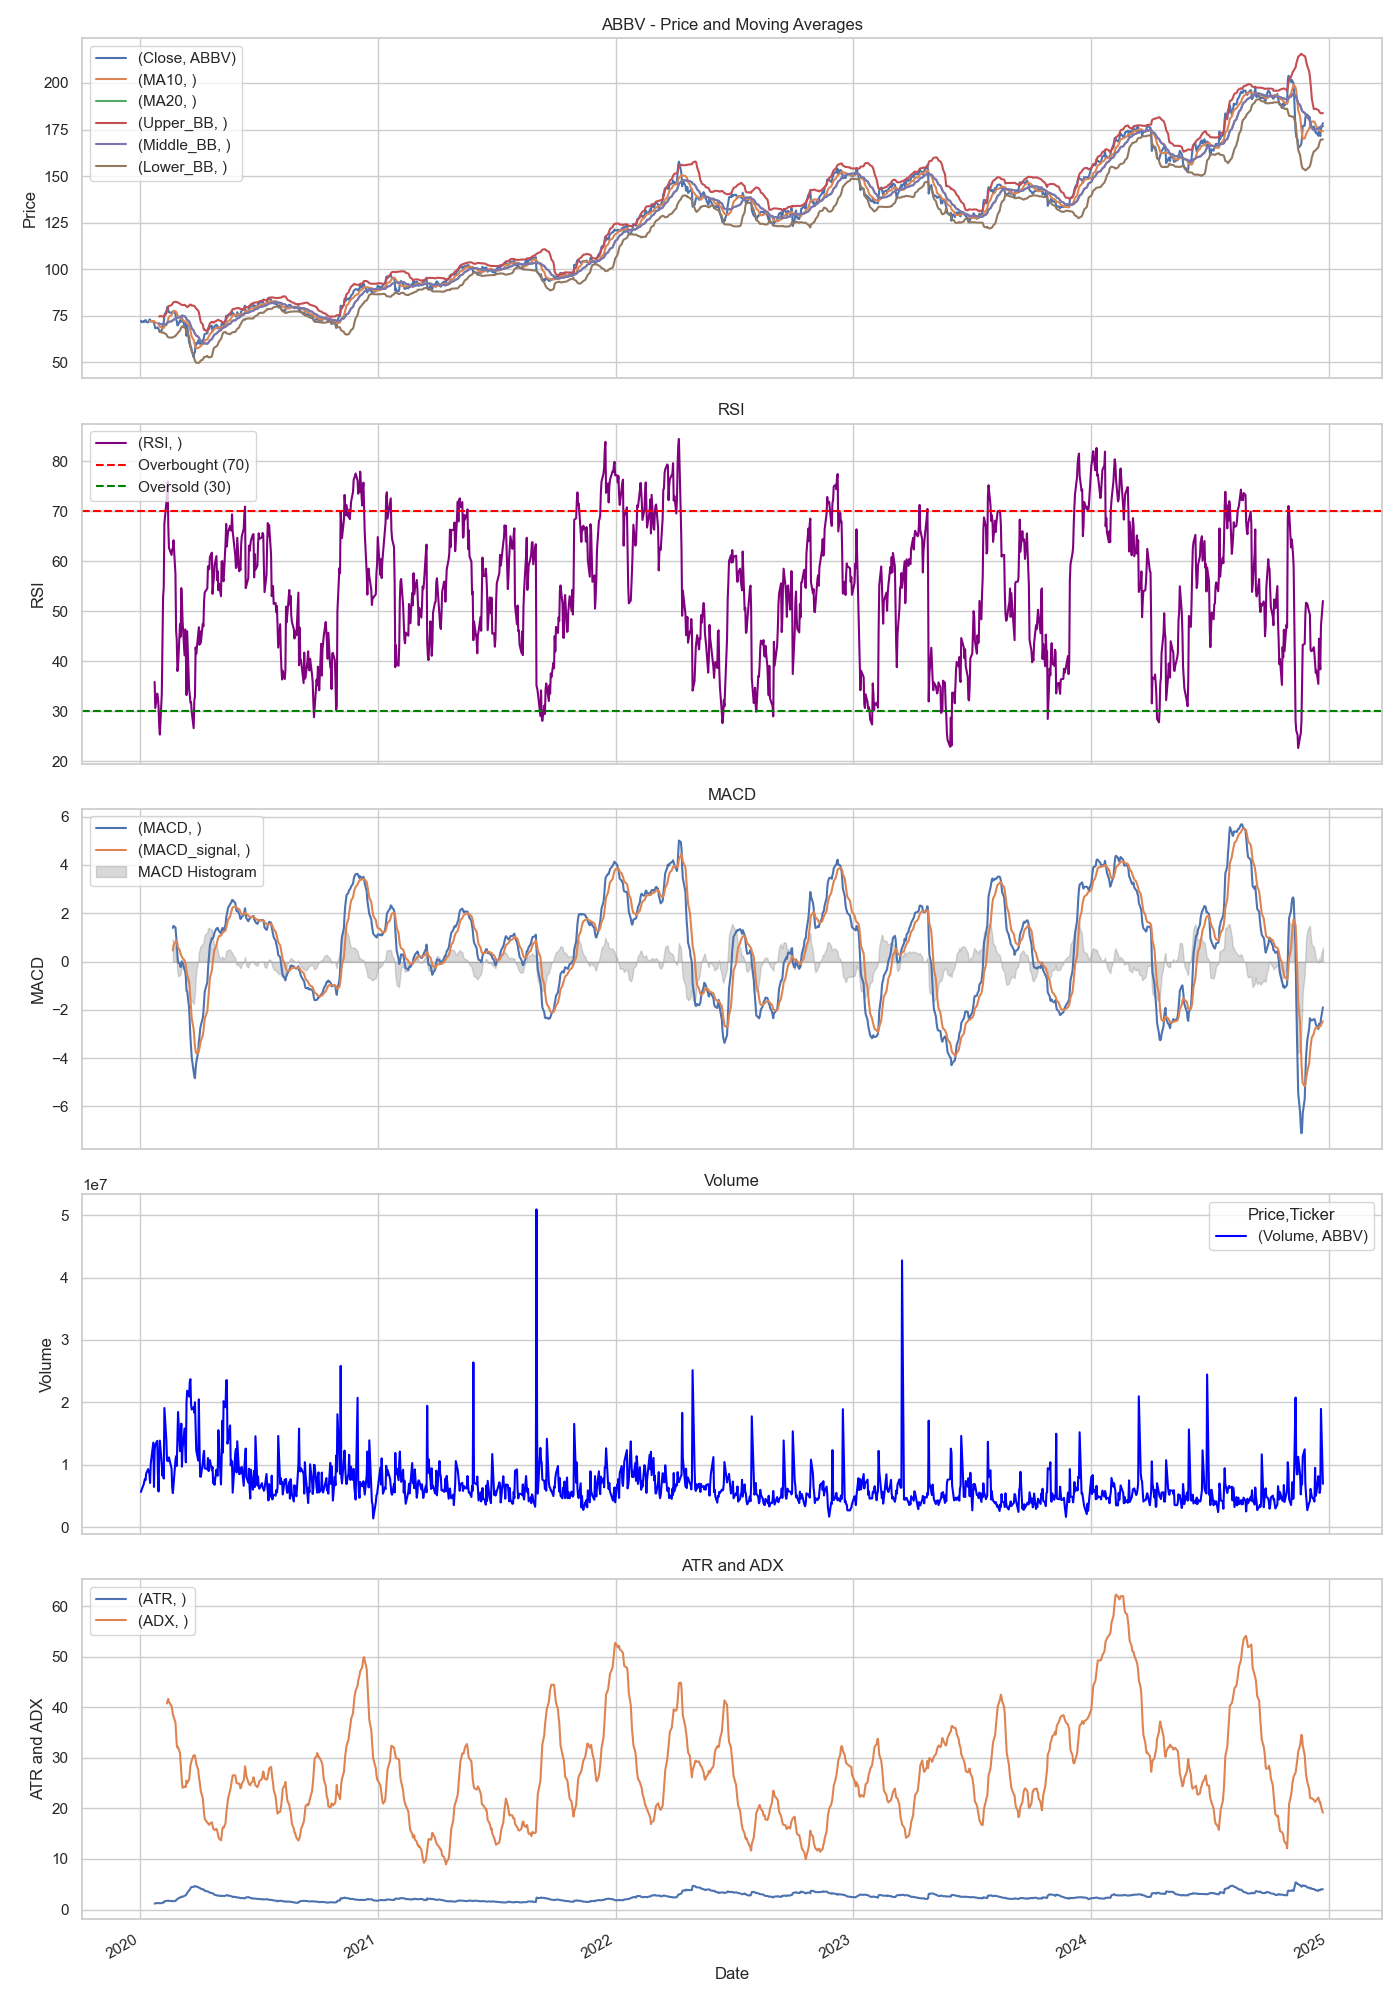 ABBV - Price and Moving Averages
(Close, ABBV)
(MA10, )
(MA20, )
(Upper_BB, )
(Middle_BB, )
(Lower_BB, )
Price
200
175
150
125
100
75
50
RSI
(RSI, )
Overbought (70)
Oversold (30)
RSI
80
70
60
50
40
30
20
MACD
(MACD, )
(MACD_signal, )
MACD Histogram
MACD
6
4
2
0
−2
−4
−6
Volume
1e7
Price,Ticker
(Volume, ABBV)
Volume
5
4
3
2
1
0
ATR and ADX
(ATR, )
(ADX, )
ATR and ADX
60
50
40
30
20
10
0
2020
2021
2022
2023
2024
2025
Date